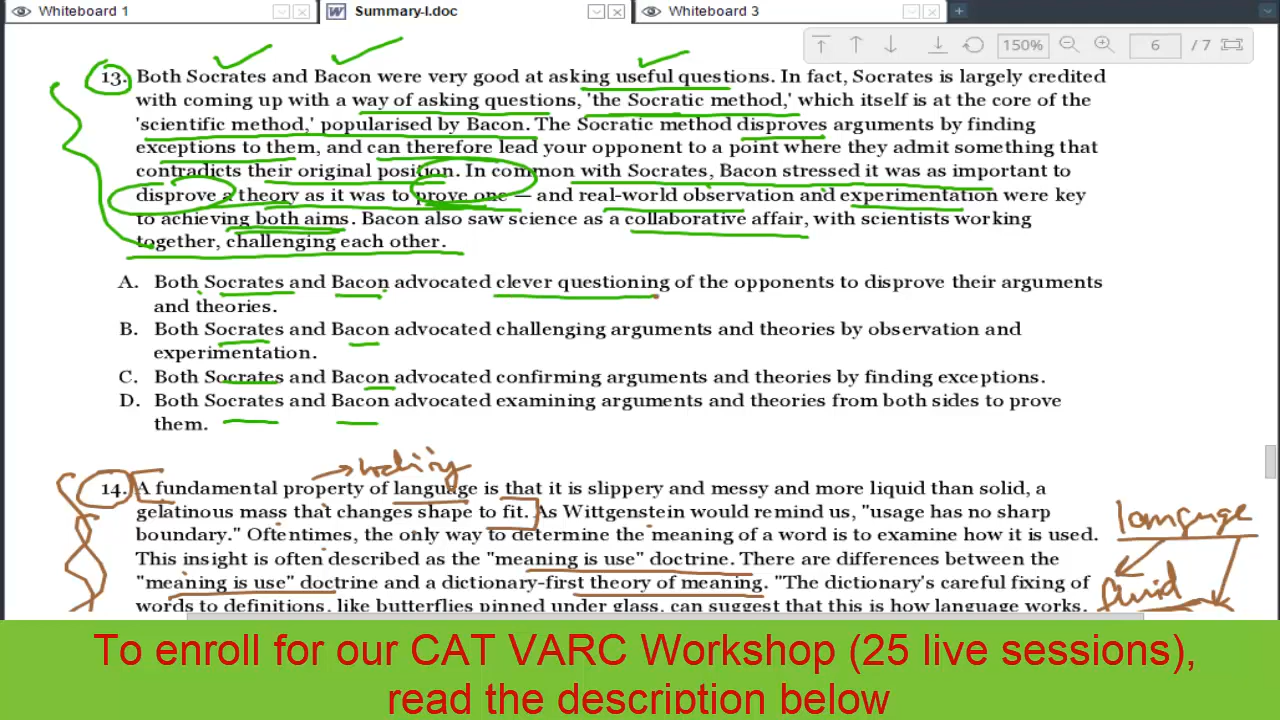 Whiteboard 1
Summary-I.doc
Whiteboard 3
150%
6
/ 7
13. Both Socrates and Bacon were very good at asking useful questions. In fact, Socrates is largely credited
with coming up with a way of asking questions, 'the Socratic method,' which itself is at the core of the
'scientific method,' popularised by Bacon. The Socratic method disproves arguments by finding
exceptions to them, and can therefore lead your opponent to a point where they admit something that
contradicts their original position. In common with Socrates, Bacon stressed it was as important to
disprove a theory as it was to prove one — and real-world observation and experimentation were key
to achieving both aims. Bacon also saw science as a collaborative affair, with scientists working
together, challenging each other.
A. Both Socrates and Bacon advocated clever questioning of the opponents to disprove their arguments
and theories.
B. Both Socrates and Bacon advocated challenging arguments and theories by observation and
experimentation.
C. Both Socrates and Bacon advocated confirming arguments and theories by finding exceptions.
D. Both Socrates and Bacon advocated examining arguments and theories from both sides to prove
them.
14. A fundamental property of language is that it is slippery and messy and more liquid than solid, a
gelatinous mass that changes shape to fit. As Wittgenstein would remind us, "usage has no sharp
boundary." Oftentimes, the only way to determine the meaning of a word is to examine how it is used.
This insight is often described as the "meaning is use" doctrine. There are differences between the
"meaning is use" doctrine and a dictionary-first theory of meaning. "The dictionary's careful fixing of
words to definitions, like butterflies pinned under glass, can suggest that this is how language works.
language
fluid
To enroll for our CAT VARC Workshop (25 live sessions),
read the description below